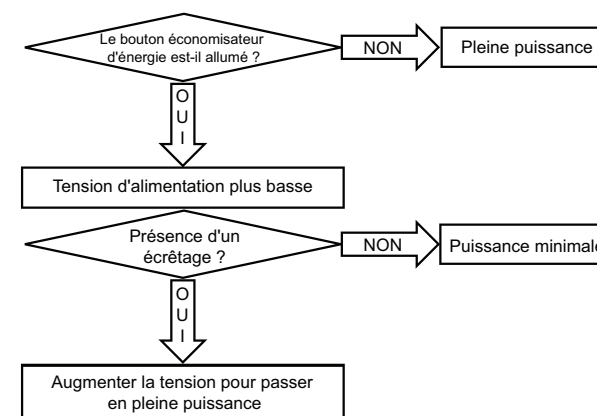 Le bouton économisateur
d'énergie est-il allumé ?
NON
Pleine puissance
O
U
I
Tension d'alimentation plus basse
Présence d'un
écrêtage ?
NON
Puissance minimale
O
U
I
Augmenter la tension pour passer
en pleine puissance